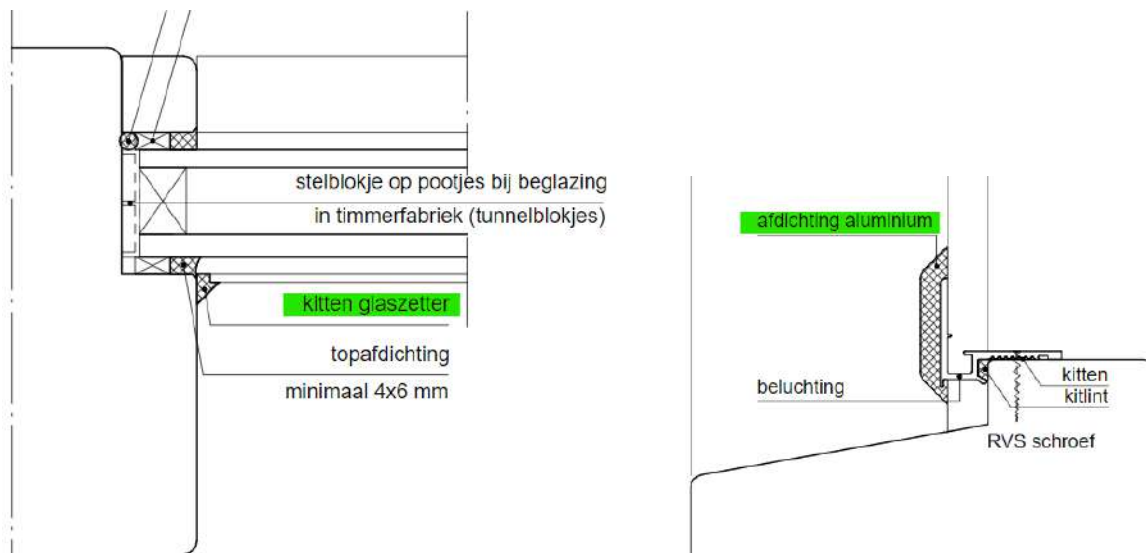 stelblokje op pootjes bij beglazing
in timmerfabriek (tunnelblokjes)
kitten glaszetter
topafdichting
minimaal 4x6 mm
afdichting aluminium
beluchting
kitten
kitlint
RVS schroef